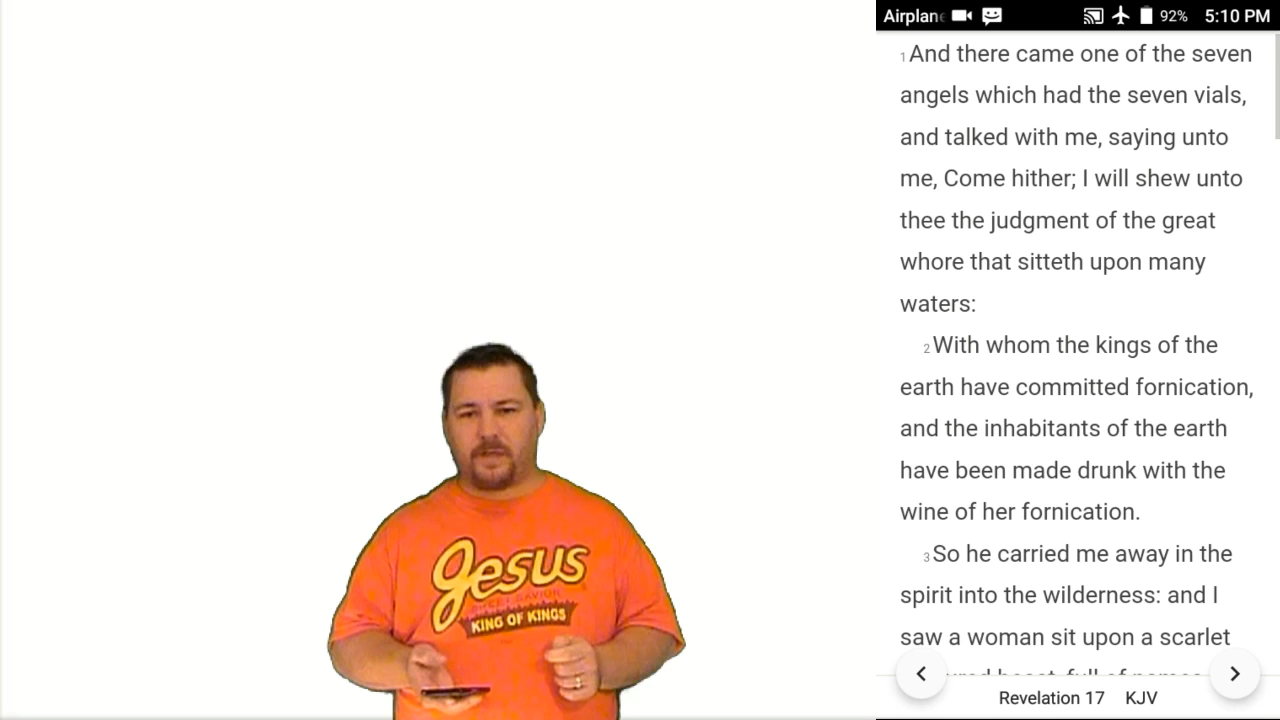 Jesus
SWEET SAVIOR
KING OF KINGS
Airplane
92%
5:10 PM
1 And there came one of the seven
angels which had the seven vials,
and talked with me, saying unto
me, Come hither; I will shew unto
thee the judgment of the great
whore that sitteth upon many
waters:
2 With whom the kings of the
earth have committed fornication,
and the inhabitants of the earth
have been made drunk with the
wine of her fornication.
3 So he carried me away in the
spirit into the wilderness: and I
saw a woman sit upon a scarlet
Revelation 17 KJV